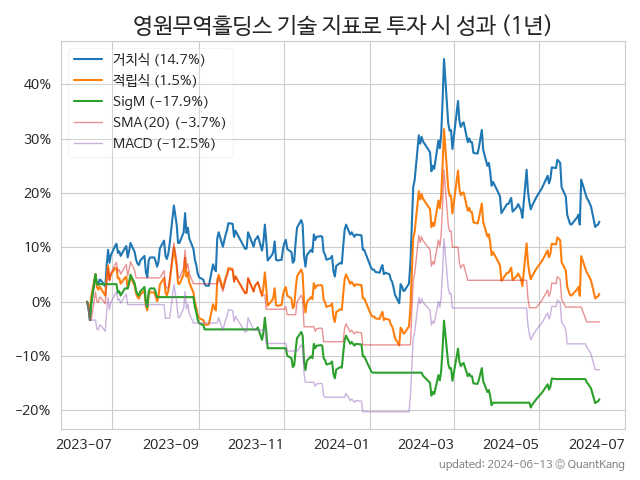 영원무역홀딩스 기술 지표로 투자 시 성과 (1년)
거치식 (14.7%)
적립식 (1.5%)
SigM (−17.9%)
SMA(20) (−3.7%)
MACD (−12.5%)
40%
30%
20%
10%
0%
−10%
−20%
2023-07 2023-09 2023-11 2024-01 2024-03 2024-05 2024-07
updated: 2024-06-13 ⓒ QuantKang